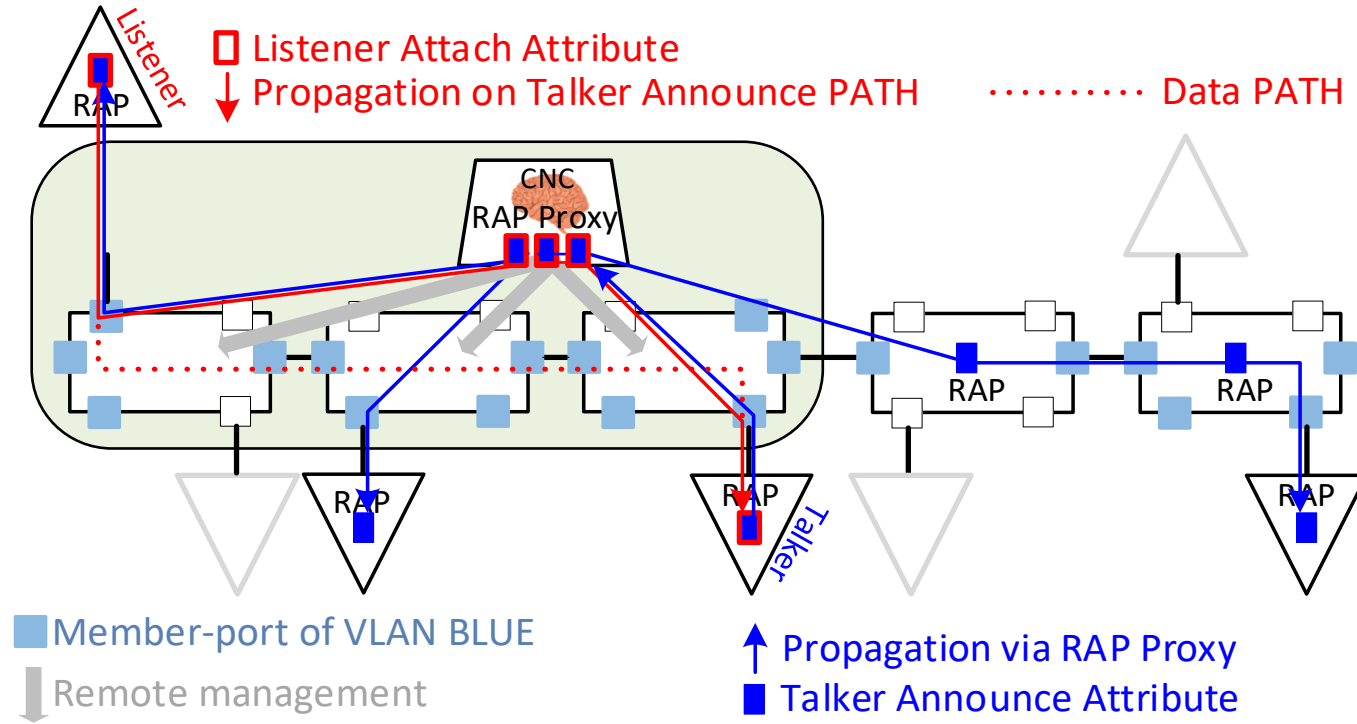 Listener
RAP
Listener Attach Attribute
Propagation on Talker Announce PATH
Data PATH
CNC
RAP Proxy
RAP
RAP
RAP
RAP
Talker
RAP
Member-port of VLAN BLUE
Remote management
Propagation via RAP Proxy
Talker Announce Attribute